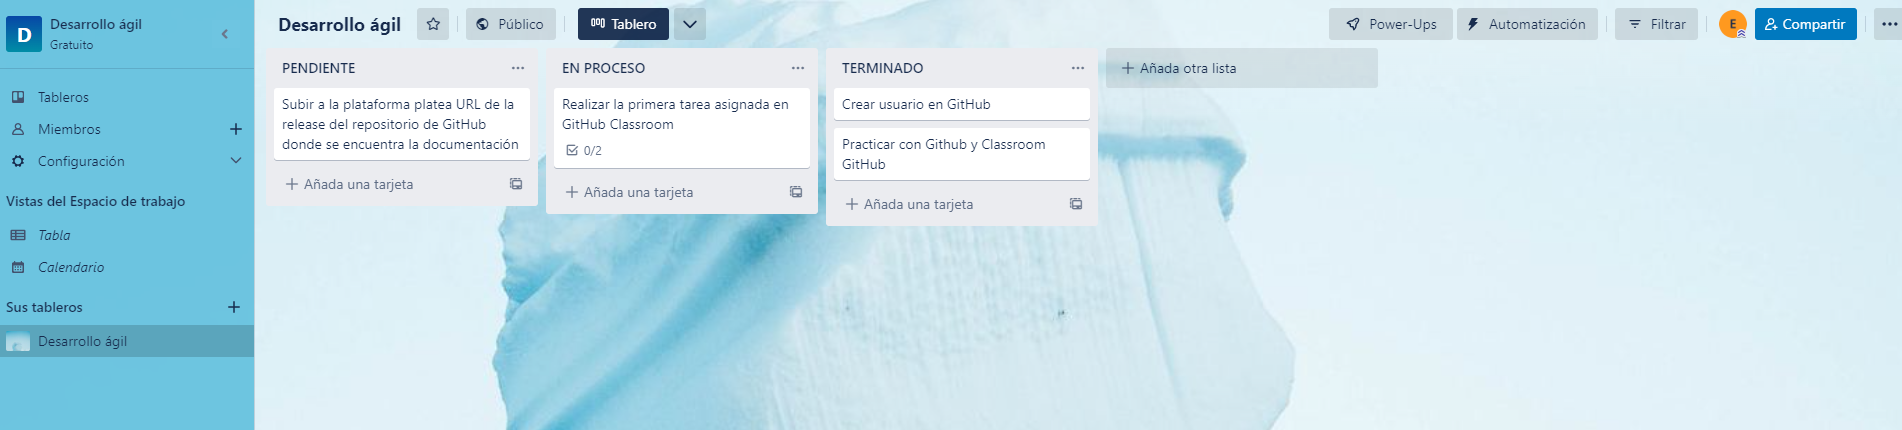 D
Desarrollo ágil
Gratuito
Tableros
Miembros
Configuración
Vistas del Espacio de trabajo
Tabla
Calendario
Sus tableros
Desarrollo ágil
Desarrollo ágil
Público
Tablero
Power-Ups
Automatización
Filtrar
E
Compartir
PENDIENTE
Subir a la plataforma platea URL de la
release del repositorio de GitHub
donde se encuentra la documentación
Añada una tarjeta
EN PROCESO
Realizar la primera tarea asignada en
GitHub Classroom
0/2
Añada una tarjeta
TERMINADO
Crear usuario en GitHub
Practicar con Github y Classroom
GitHub
Añada una tarjeta
Añada otra lista